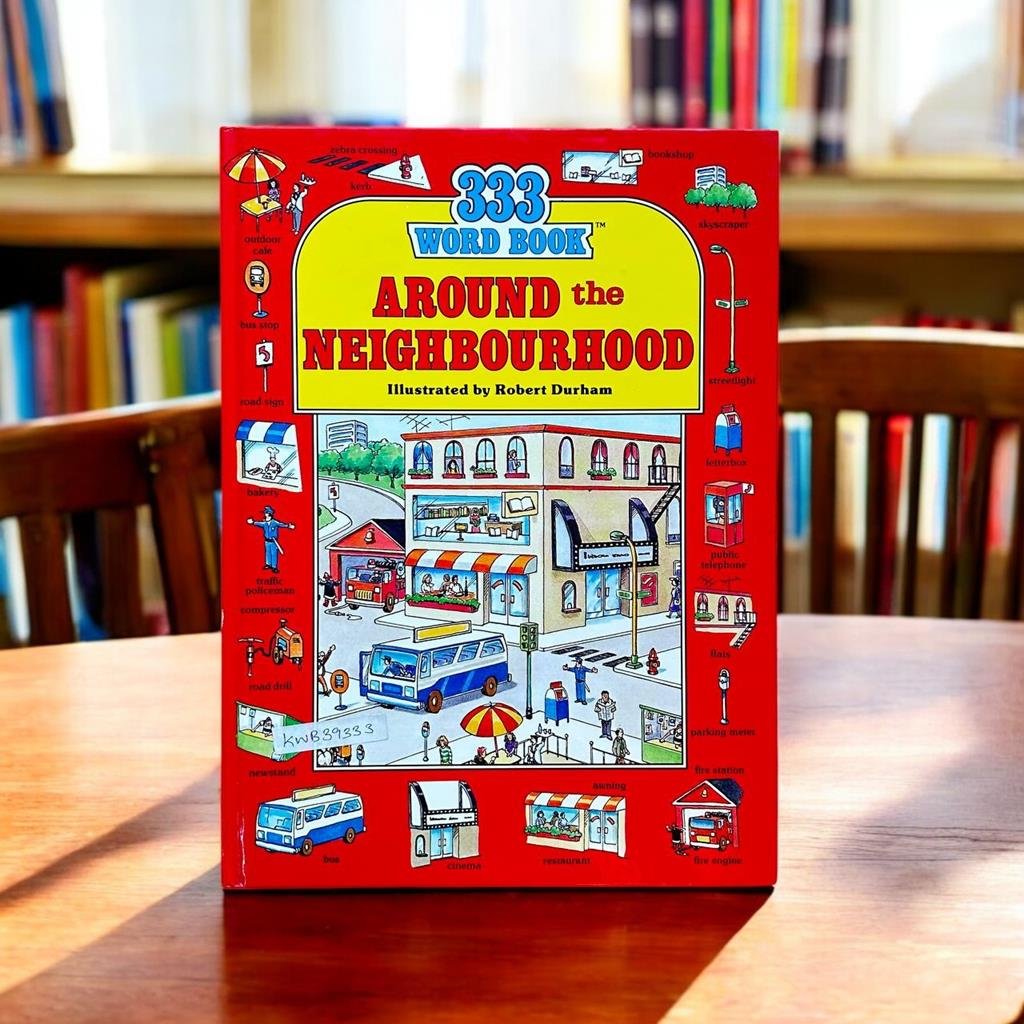 zebra crossing
kerb
bookshop
333
WORD BOOK™
skyscraper
outdoor
cafe
AROUND the
NEIGHBOURHOOD
Illustrated by Robert Durham
bus stop
streetlight
road sign
letterbox
bakery
public
telephone
traffic
policeman
compressor
flats
road drill
parking meter
KWB39333
newstand
fire station
awning
bus
cinema
restaurant
fire engine